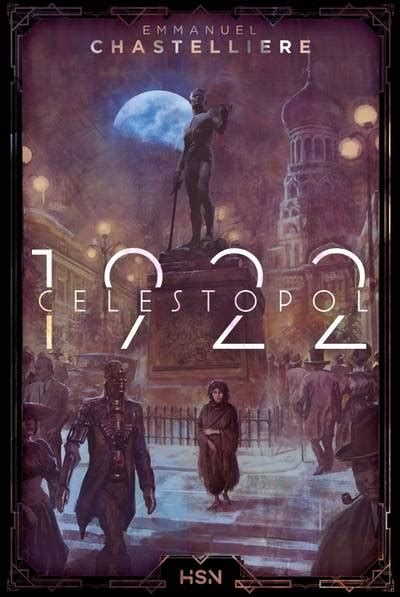 EMMANUEL
CHASTELLIERE
1922
CELESTOPOL
HSN